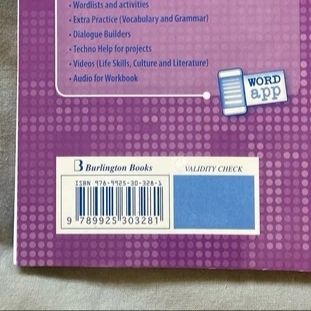 • Wordlists and activities
• Extra Practice (Vocabulary and Grammar)
• Dialogue Builders
• Techno Help for projects
• Videos (Life Skills, Culture and Literature)
• Audio for Workbook
WORD
app
B Burlington Books
VALIDITY CHECK
ISBN 978-9925-30-328-1
9 789925 303281